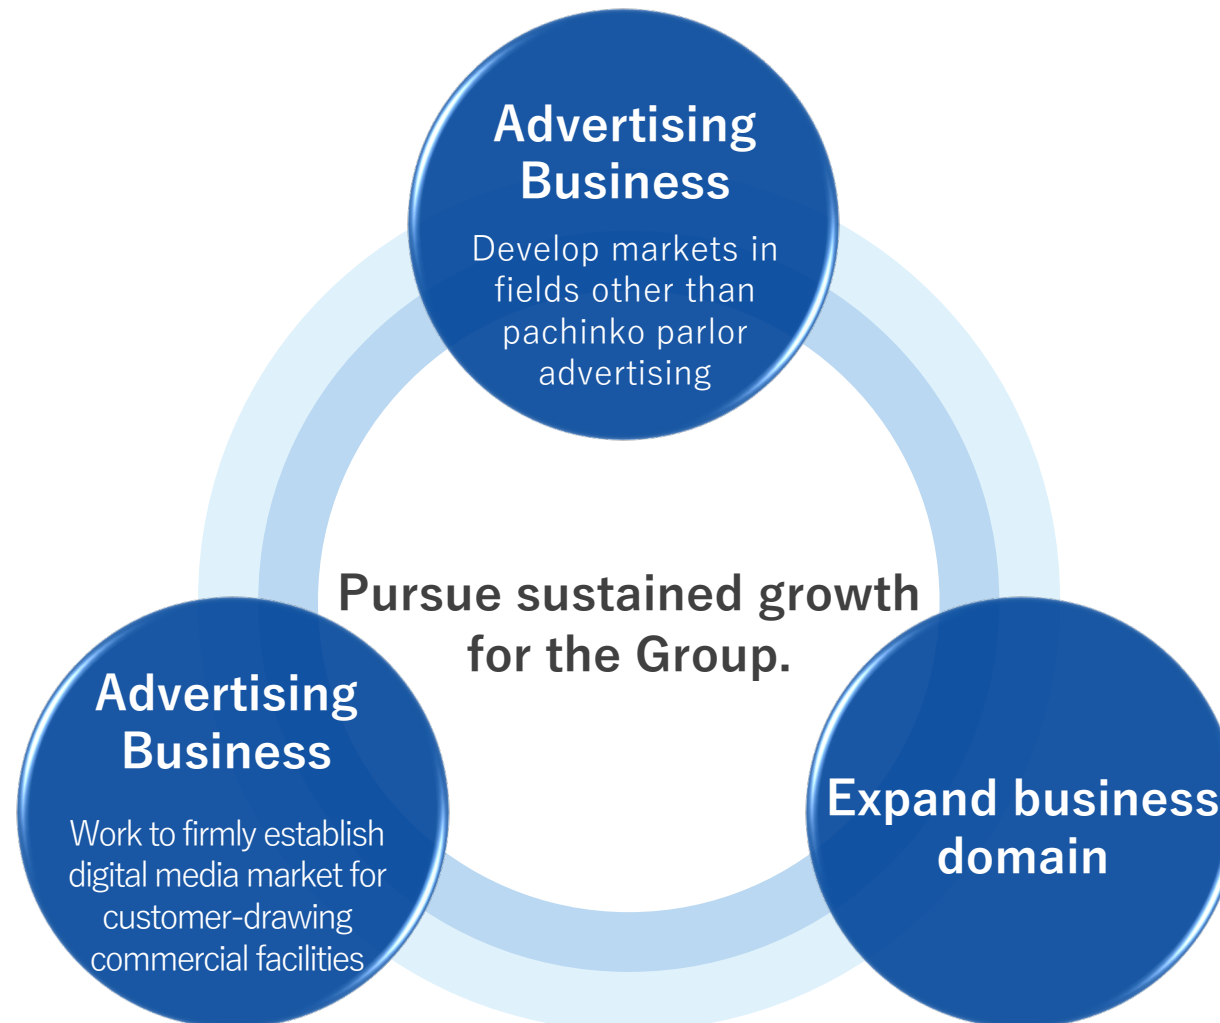 Advertising
Business
Develop markets in
fields other than
pachinko parlor
advertising
Pursue sustained growth
for the Group.
Advertising
Business
Work to firmly establish
digital media market for
customer-drawing
commercial facilities
Expand business
domain